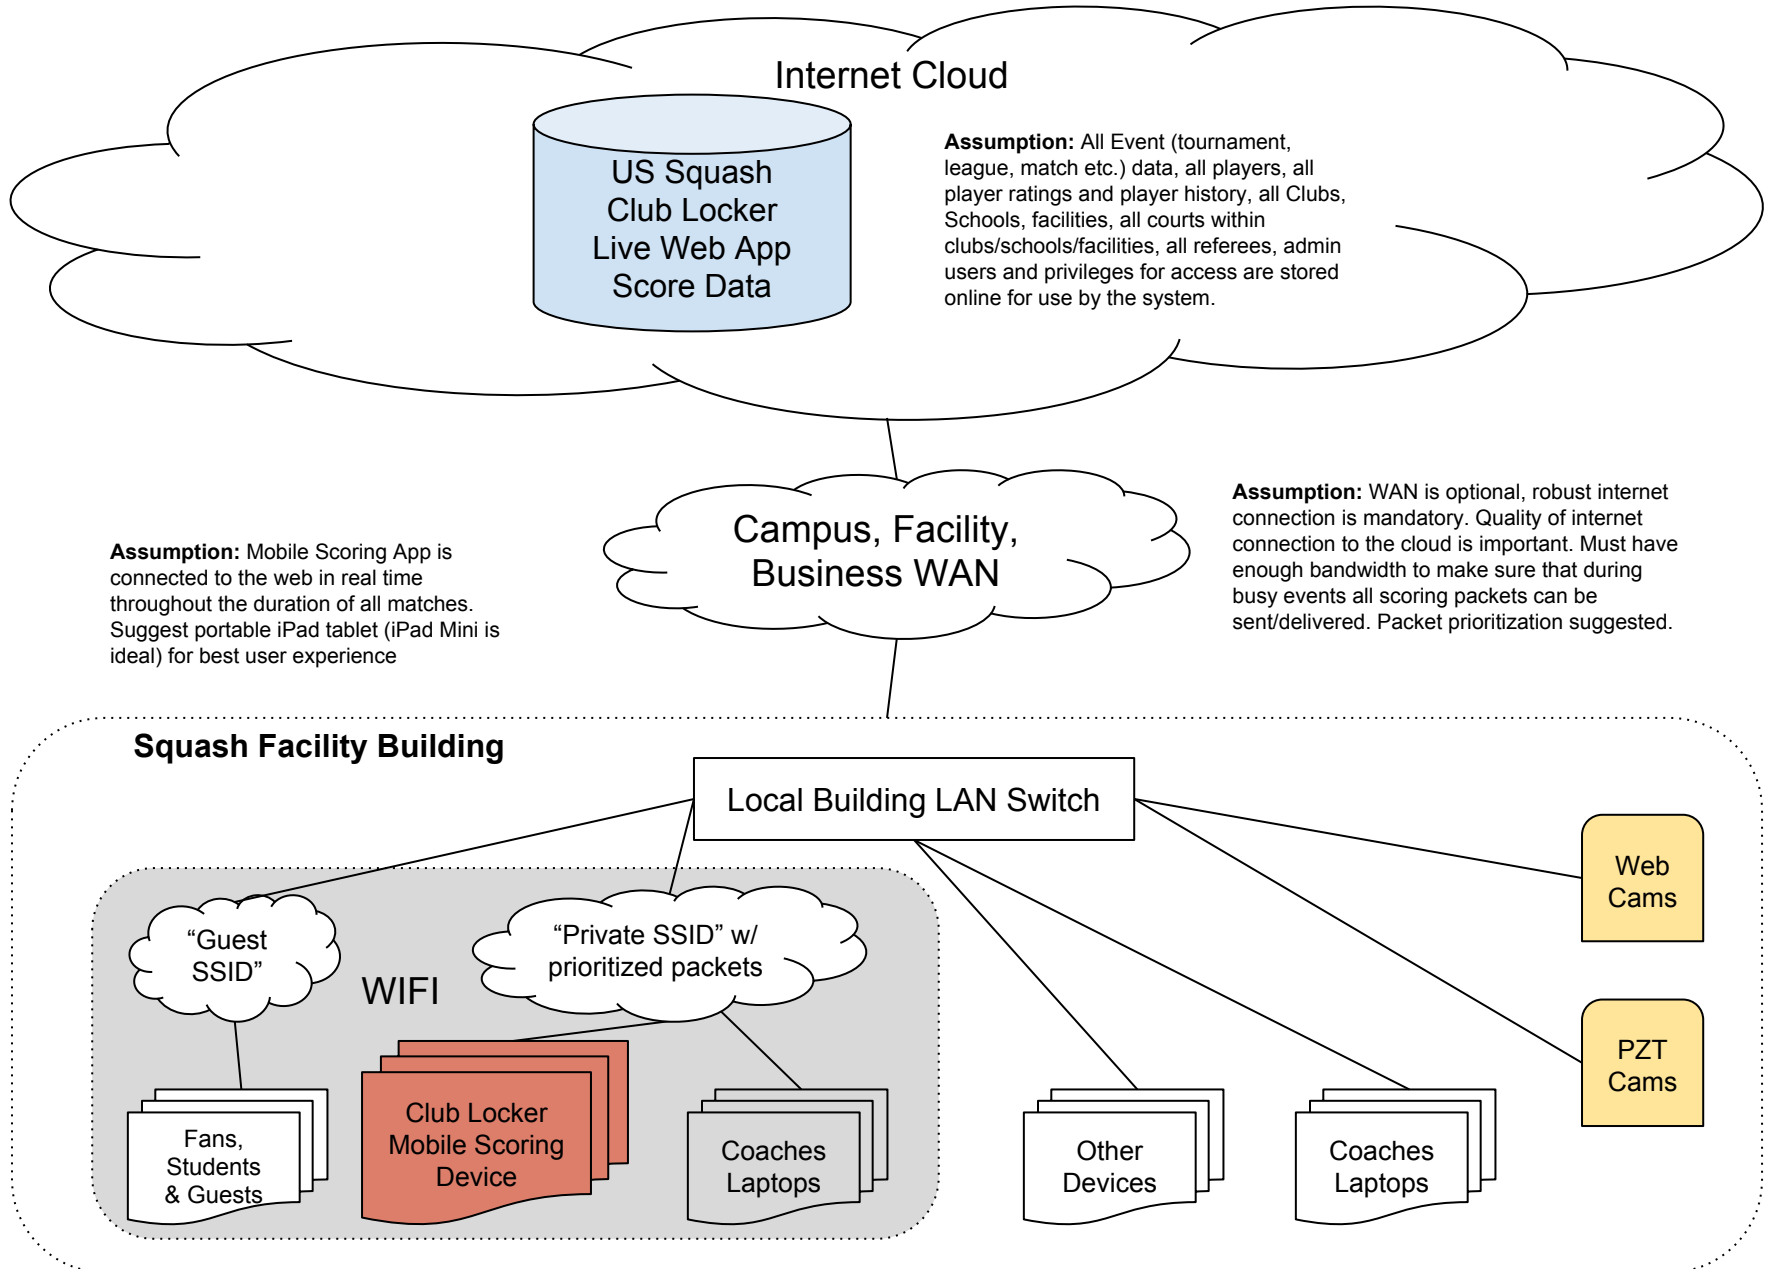 Internet Cloud
US Squash
Club Locker
Live Web App
Score Data
Assumption: All Event (tournament,
league, match etc.) data, all players, all
player ratings and player history, all Clubs,
Schools, facilities, all courts within
clubs/schools/facilities, all referees, admin
users and privileges for access are stored
online for use by the system.
Campus, Facility,
Business WAN
Assumption: WAN is optional, robust internet
connection is mandatory. Quality of internet
connection to the cloud is important. Must have
enough bandwidth to make sure that during
busy events all scoring packets can be
sent/delivered. Packet prioritization suggested.
Assumption: Mobile Scoring App is
connected to the web in real time
throughout the duration of all matches.
Suggest portable iPad tablet (iPad Mini is
ideal) for best user experience
Squash Facility Building
Local Building LAN Switch
Web
Cams
“Guest
SSID”
“Private SSID” w/
prioritized packets
WIFI
PZT
Cams
Fans,
Students
& Guests
Club Locker
Mobile Scoring
Device
Coaches
Laptops
Other
Devices
Coaches
Laptops